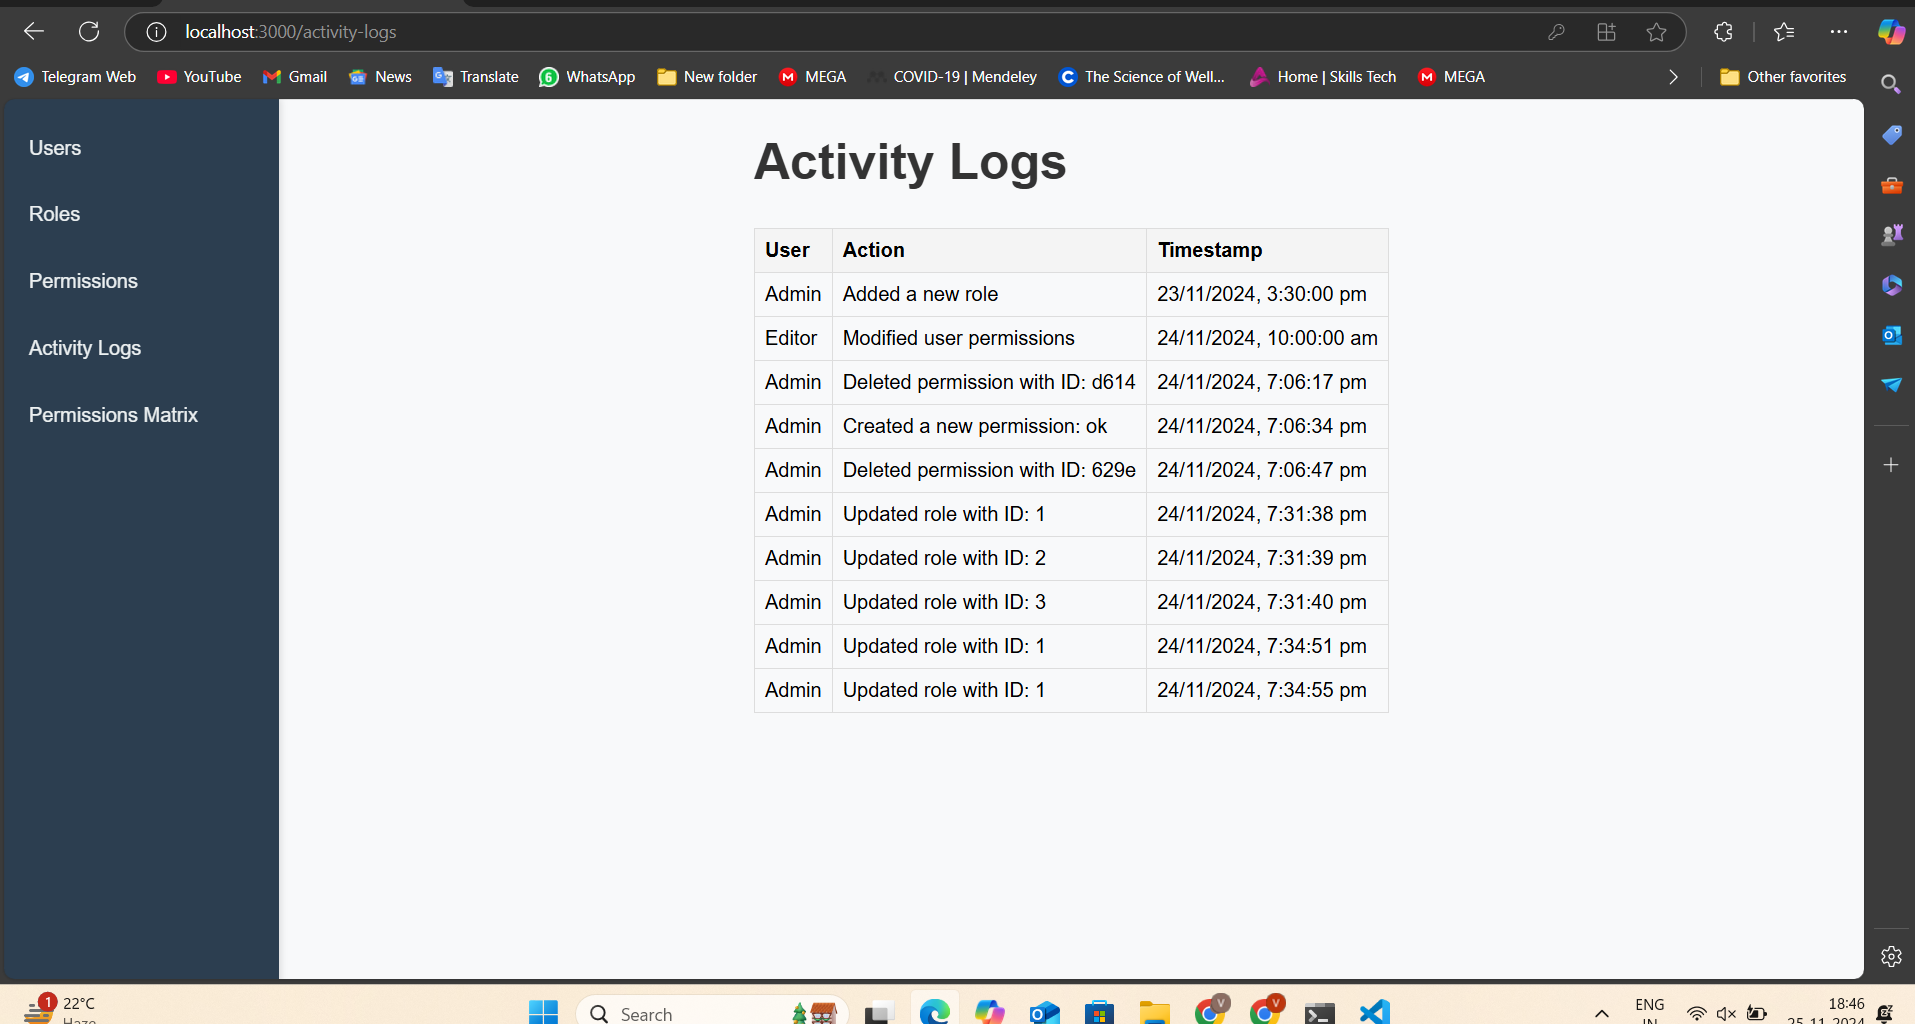 localhost:3000/activity-logs
Telegram Web YouTube Gmail News Translate WhatsApp New folder MEGA COVID-19 | Mendeley The Science of Well... Home | Skills Tech MEGA Other favorites
Users
Roles
Permissions
Activity Logs
Permissions Matrix
Activity Logs
User Action Timestamp
Admin Added a new role 23/11/2024, 3:30:00 pm
Editor Modified user permissions 24/11/2024, 10:00:00 am
Admin Deleted permission with ID: d614 24/11/2024, 7:06:17 pm
Admin Created a new permission: ok 24/11/2024, 7:06:34 pm
Admin Deleted permission with ID: 629e 24/11/2024, 7:06:47 pm
Admin Updated role with ID: 1 24/11/2024, 7:31:38 pm
Admin Updated role with ID: 2 24/11/2024, 7:31:39 pm
Admin Updated role with ID: 3 24/11/2024, 7:31:40 pm
Admin Updated role with ID: 1 24/11/2024, 7:34:51 pm
Admin Updated role with ID: 1 24/11/2024, 7:34:55 pm
1 22°C Search V V ENG 18:46
Haze IN 25-11-2024